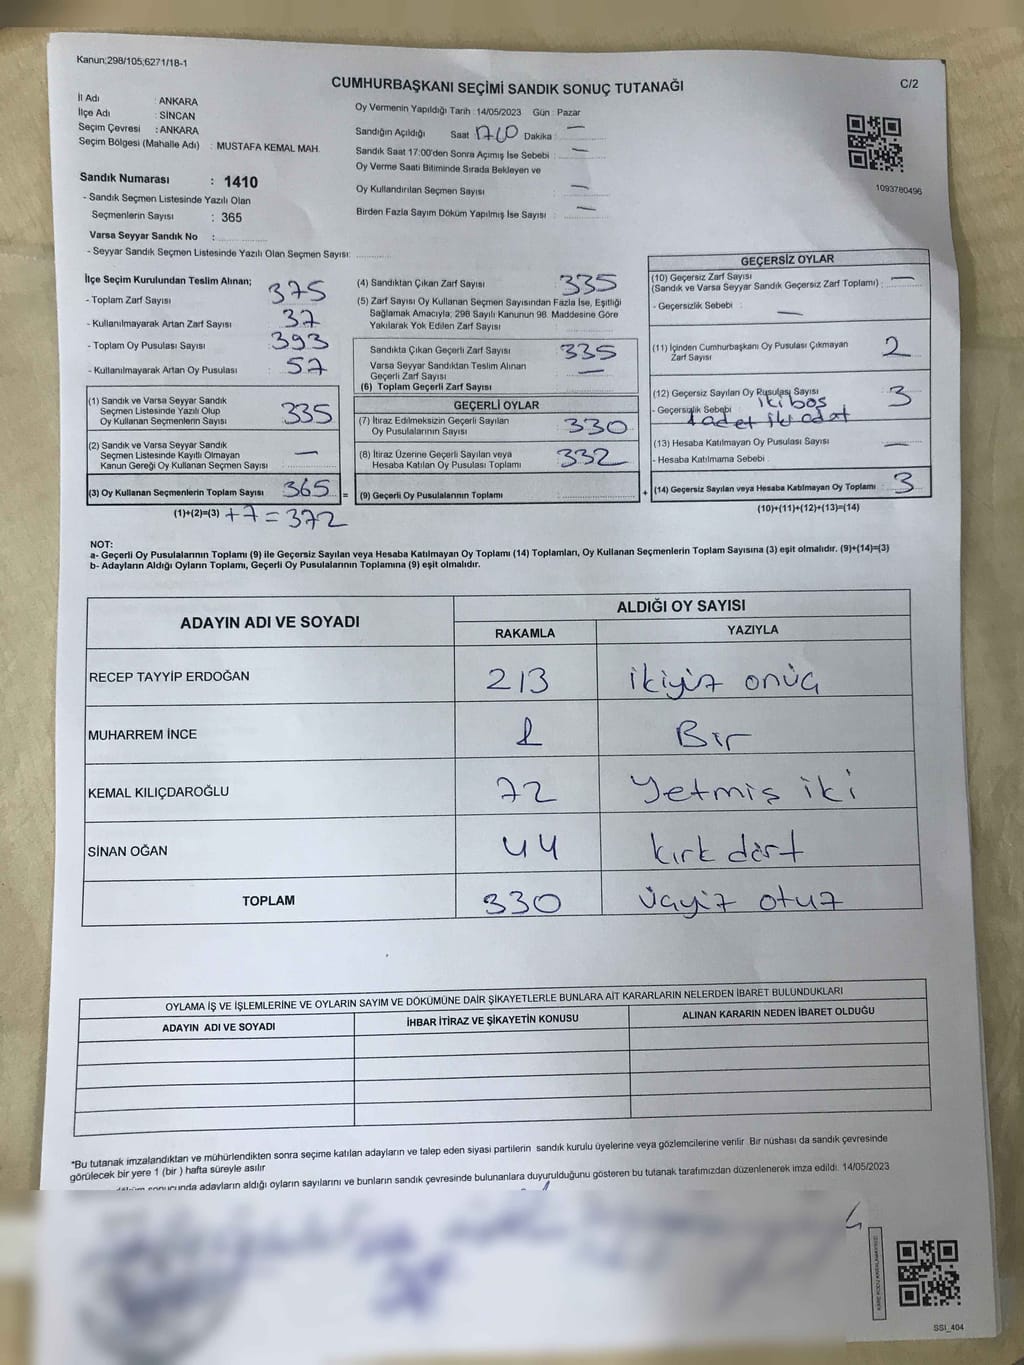 Kanun;298/105;6271/18-1
C/2
CUMHURBAŞKANI SEÇİMİ SANDIK SONUÇ TUTANAĞI
İl Adı : ANKARA
İlçe Adı : SİNCAN
Seçim Çevresi : ANKARA
Seçim Bölgesi (Mahalle Adı) : MUSTAFA KEMAL MAH.
Sandık Numarası : 1410
- Sandık Seçmen Listesinde Yazılı Olan
Seçmenlerin Sayısı : 365
Varsa Seyyar Sandık No :
- Seyyar Sandık Seçmen Listesinde Yazılı Olan Seçmen Sayısı:
Oy Vermenin Yapıldığı Tarih : 14/05/2023 Gün : Pazar
Sandığın Açıldığı Saat Dakika : —
Sandık Saat 17:00'den Sonra Açılmış İse Sebebi : —
Oy Verme Saati Bitiminde Sırada Bekleyen ve
Oy Kullandırılan Seçmen Sayısı : —
Birden Fazla Sayım Döküm Yapılmış İse Sayısı : —
1093780496
İlçe Seçim Kurulundan Teslim Alınan;
- Toplam Zarf Sayısı : 375
- Kullanılmayarak Artan Zarf Sayısı : 37
- Toplam Oy Pusulası Sayısı : 393
- Kullanılmayarak Artan Oy Pusulası : 57
(1) Sandık ve Varsa Seyyar Sandık
Seçmen Listesinde Yazılı Olup
Oy Kullanan Seçmenlerin Sayısı : 335
(2) Sandık ve Varsa Seyyar Sandık
Seçmen Listesinde Kayıtlı Olmayan
Kanun Gereği Oy Kullanan Seçmen Sayısı : —
(3) Oy Kullanan Seçmenlerin Toplam Sayısı : 365 =
(1)+(2)=(3) +7 = 372
(4) Sandıktan Çıkan Zarf Sayısı : 335
(5) Zarf Sayısı Oy Kullanan Seçmen Sayısından Fazla İse, Eşitliği
Sağlamak Amacıyla, 298 Sayılı Kanunun 98. Maddesine Göre
Yakılarak Yok Edilen Zarf Sayısı :
Sandıkta Çıkan Geçerli Zarf Sayısı : 335
Varsa Seyyar Sandıktan Teslim Alınan
Geçerli Zarf Sayısı : —
(6) Toplam Geçerli Zarf Sayısı :
GEÇERLİ OYLAR
(7) İtiraz Edilmeksizin Geçerli Sayılan
Oy Pusulalarının Sayısı : 330
(8) İtiraz Üzerine Geçerli Sayılan veya
Hesaba Katılan Oy Pusulası Toplamı : 332
(9) Geçerli Oy Pusulalarının Toplamı : +
GEÇERSİZ OYLAR
(10) Geçersiz Zarf Sayısı
(Sandık ve Varsa Seyyar Sandık Geçersiz Zarf Toplamı) : —
- Geçersizlik Sebebi : —
(11) İçinden Cumhurbaşkanı Oy Pusulası Çıkmayan
Zarf Sayısı : 2
(12) Geçersiz Sayılan Oy Pusulası Sayısı : 3
- Geçersizlik Sebebi iki boş
1 adet iki adet
(13) Hesaba Katılmayan Oy Pusulası Sayısı : —
- Hesaba Katılmama Sebebi :
(14) Geçersiz Sayılan veya Hesaba Katılmayan Oy Toplamı : 3
(10)+(11)+(12)+(13)=(14)
NOT:
a- Geçerli Oy Pusulalarının Toplamı (9) ile Geçersiz Sayılan veya Hesaba Katılmayan Oy Toplamı (14) Toplamları, Oy Kullanan Seçmenlerin Toplam Sayısına (3) eşit olmalıdır. (9)+(14)=(3)
b- Adayların Aldığı Oyların Toplamı, Geçerli Oy Pusulalarının Toplamına (9) eşit olmalıdır.
ADAYIN ADI VE SOYADI
ALDIĞI OY SAYISI
RAKAMLA YAZIYLA
RECEP TAYYİP ERDOĞAN 213 ikiyüz onüç
MUHARREM İNCE 1 Bir
KEMAL KILIÇDAROĞLU 72 Yetmiş iki
SİNAN OĞAN 44 kırk dört
TOPLAM 330 üçyüz otuz
OYLAMA İŞ VE İŞLEMLERİNE VE OYLARIN SAYIM VE DÖKÜMÜNE DAİR ŞİKAYETLERLE BUNLARA AİT KARARLARIN NELERDEN İBARET BULUNDUKLARI
ADAYIN ADI VE SOYADI İHBAR İTİRAZ VE ŞİKAYETİN KONUSU ALINAN KARARIN NEDEN İBARET OLDUĞU
*Bu tutanak imzalandıktan ve mühürlendikten sonra seçime katılan adayların ve talep eden siyasi partilerin sandık kurulu üyelerine veya gözlemcilerine verilir. Bir nüshası da sandık çevresinde
görülecek bir yere 1 (bir ) hafta süreyle asılır
sonucunda adayların aldığı oyların sayılarını ve bunların sandık çevresinde bulunanlara duyurulduğunu gösteren bu tutanak tarafımızdan düzenlenerek imza edildi. 14/05/2023
SSI_404